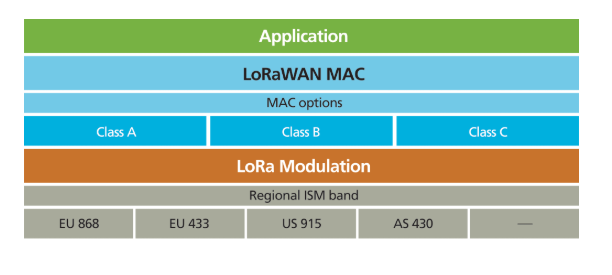 Application
LoRaWAN MAC
MAC options
Class A Class B Class C
LoRa Modulation
Regional ISM band
EU 868 EU 433 US 915 AS 430 —